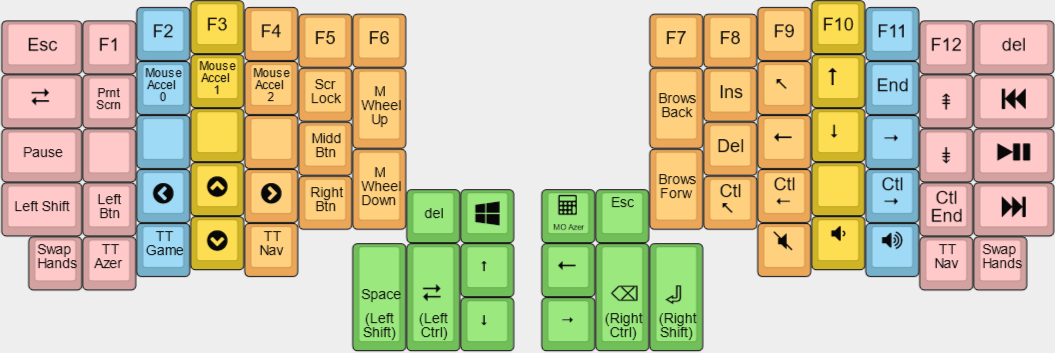 Esc F1 F2 F3 F4 F5 F6
F7 F8 F9 F10 F11 F12 del
⇄ Prnt Mouse Mouse Mouse Scr M
Scrn Accel Accel Accel Lock Wheel
0 1 2 Up
Brows Ins ↖ ↑ End ⇞ ⏮
Back
Pause Midd
Btn
Del ← ↓ → ⇟ ⏯
Left Shift Left Right M
Btn Btn Wheel
Down
Brows Ctl Ctl Ctl Ctl ⏭
Forw ↖ ← → End
del
MO Azer
Esc
Swap TT TT TT
Hands Azer Game Nav
TT Swap
Nav Hands
Space ⇄ ↑
(Left (Left ↓
Shift) Ctrl)
← ⌫ ⏎
→ (Right (Right
Ctrl) Shift)